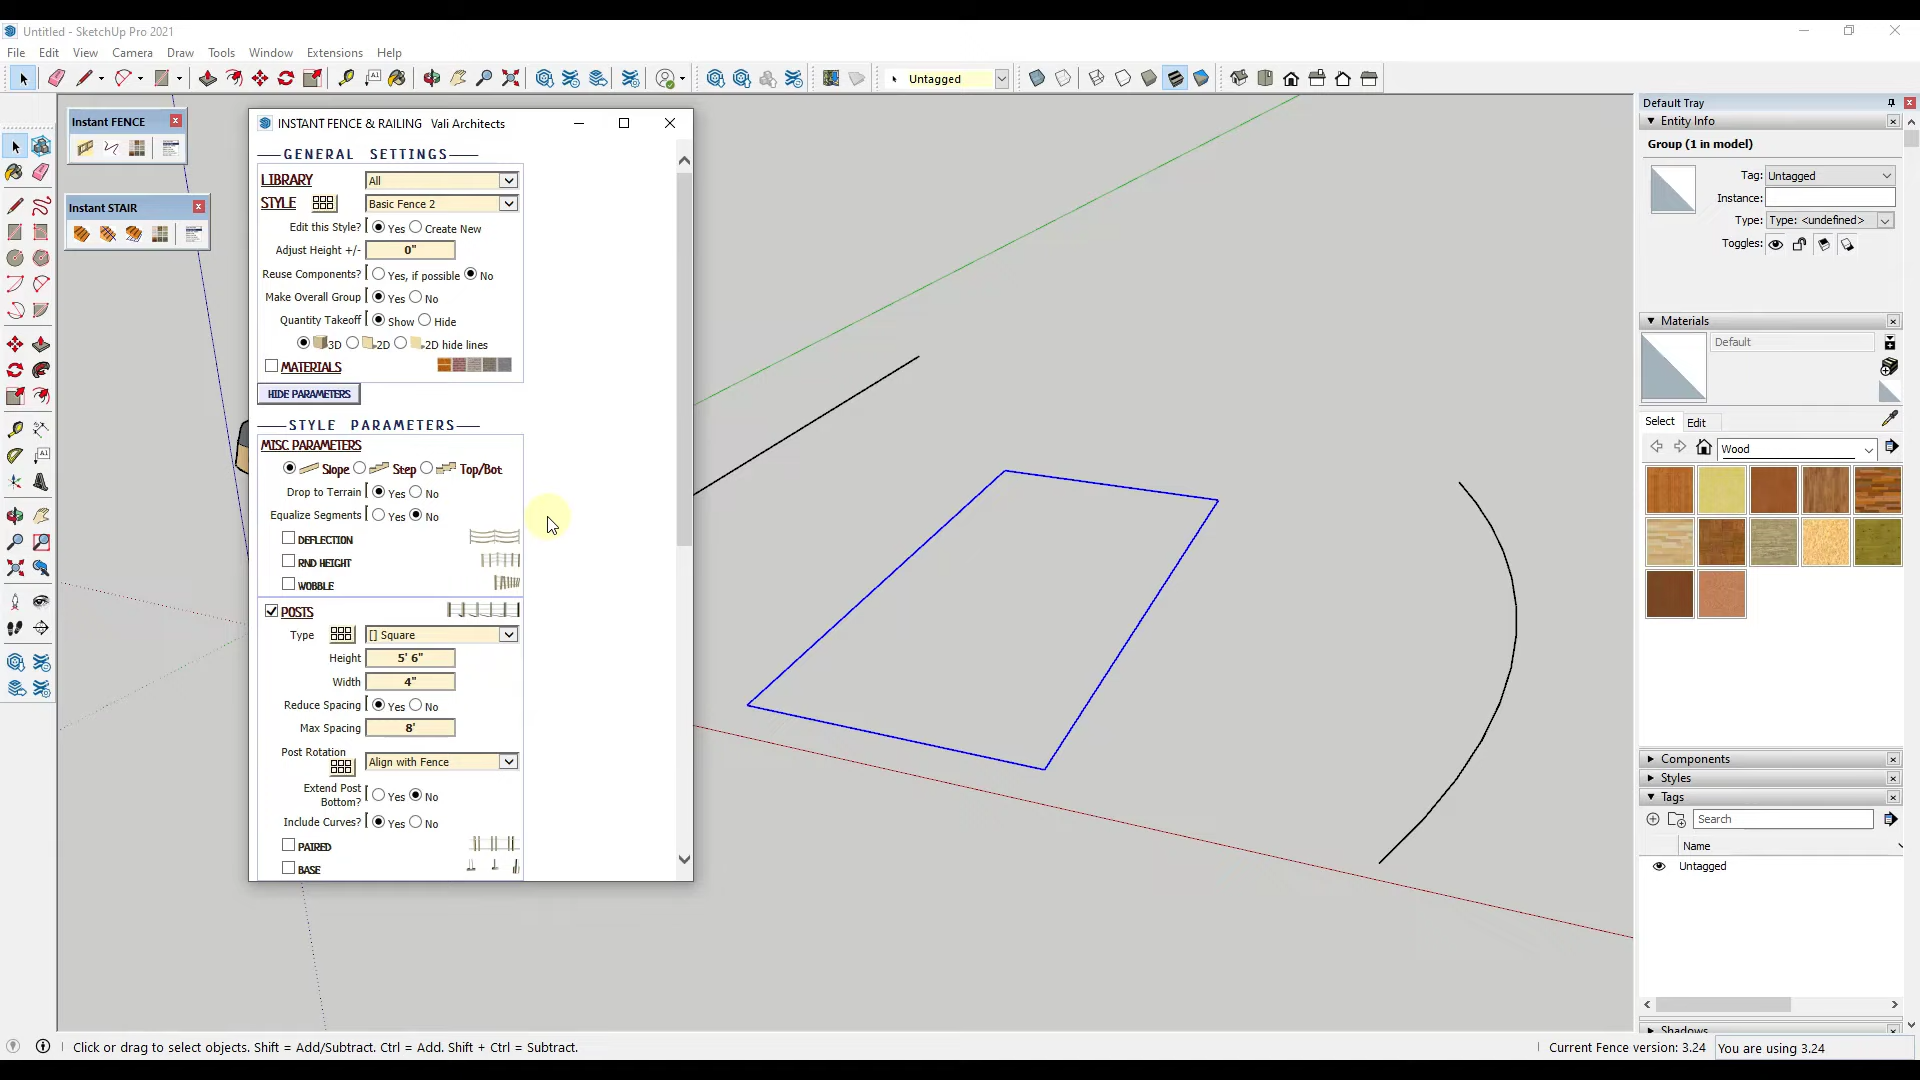 Untitled - SketchUp Pro 2021
File Edit View Camera Draw Tools Window Extensions Help
Untagged
Instant FENCE
Instant STAIR
INSTANT FENCE & RAILING Vali Architects
GENERAL SETTINGS
LIBRARY All
STYLE Basic Fence 2
Edit this Style? Yes Create New
Adjust Height +/- 0"
Reuse Components? Yes, if possible No
Make Overall Group Yes No
Quantity Takeoff Show Hide
3D 2D 2D hide lines
MATERIALS
HIDE PARAMETERS
STYLE PARAMETERS
MISC PARAMETERS
Slope Step Top/Bot
Drop to Terrain Yes No
Equalize Segments Yes No
DEFLECTION
RND HEIGHT
WOBBLE
POSTS
Type [] Square
Height 5' 6"
Width 4"
Reduce Spacing Yes No
Max Spacing 8'
Post Rotation Align with Fence
Extend Post
Bottom? Yes No
Include Curves? Yes No
PAIRED
BASE
Default Tray
Entity Info
Group (1 in model)
Tag: Untagged
Instance:
Type: Type: <undefined>
Toggles:
Materials
Default
Select Edit
Wood
Components
Styles
Tags
Search
Name
Untagged
Shadows
Click or drag to select objects. Shift = Add/Subtract. Ctrl = Add. Shift + Ctrl = Subtract.
Current Fence version: 3.24 You are using 3.24